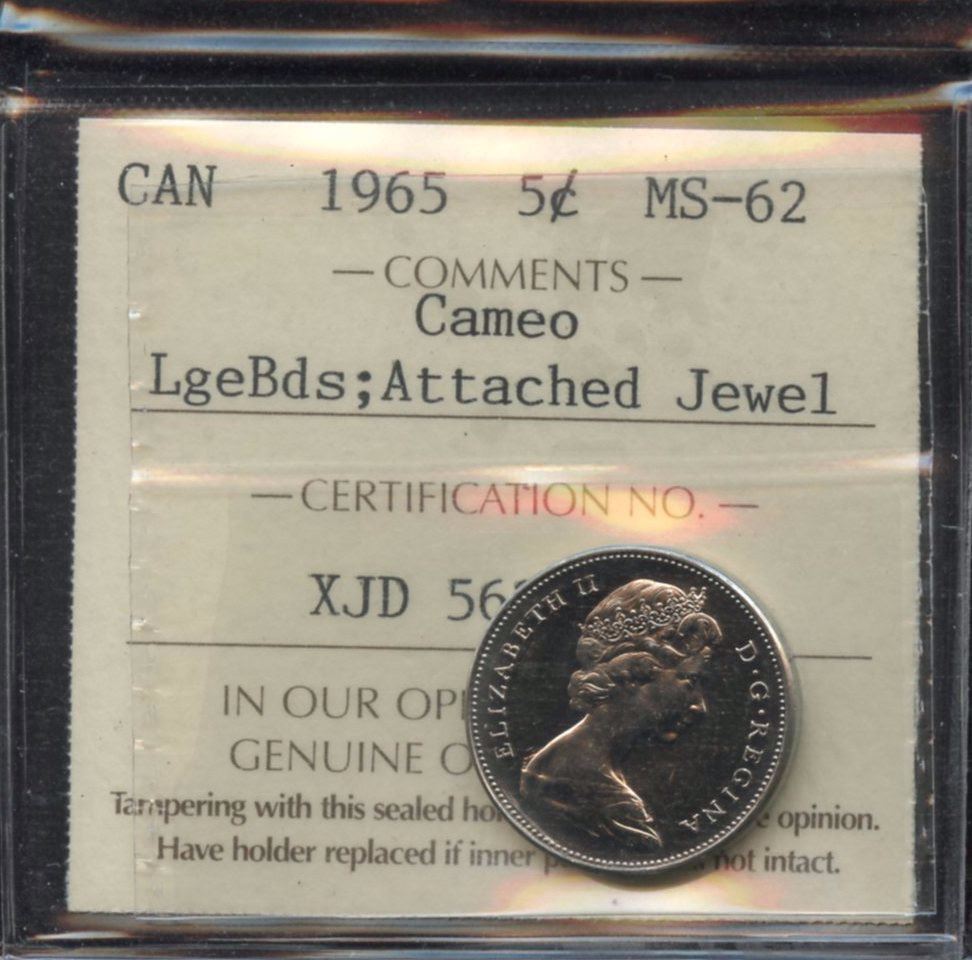 CAN 1965 5¢ MS-62
— COMMENTS —
Cameo
LgeBds;Attached Jewel
— CERTIFICATION NO. —
XJD 56
IN OUR OP
GENUINE O
Tampering with this sealed opinion.
Have holder replaced if inner not intact.
ELIZABETH II D·G·REGINA